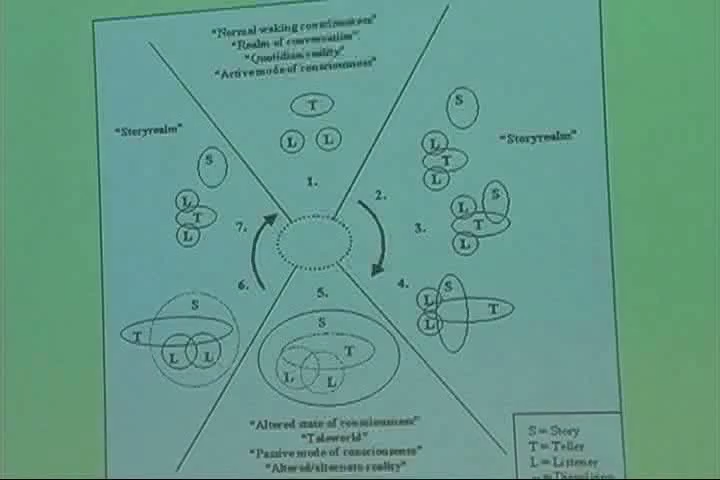 "Normal waking consciousness"
"Realm of conversation"
"Quotidian reality"
"Active mode of consciousness"
T
L L
1.
"Storyrealm"
S
L
T
L
7.
6.
S
T
L L
2.
S
L
T
L
"Storyrealm"
3.
S
L
T
L
4.
S
L
T
L
5.
S
T
L
L
"Altered state of consciousness"
"Taleworld"
"Passive mode of consciousness"
"Altered/alternate reality"
S = Story
T = Teller
L = Listener